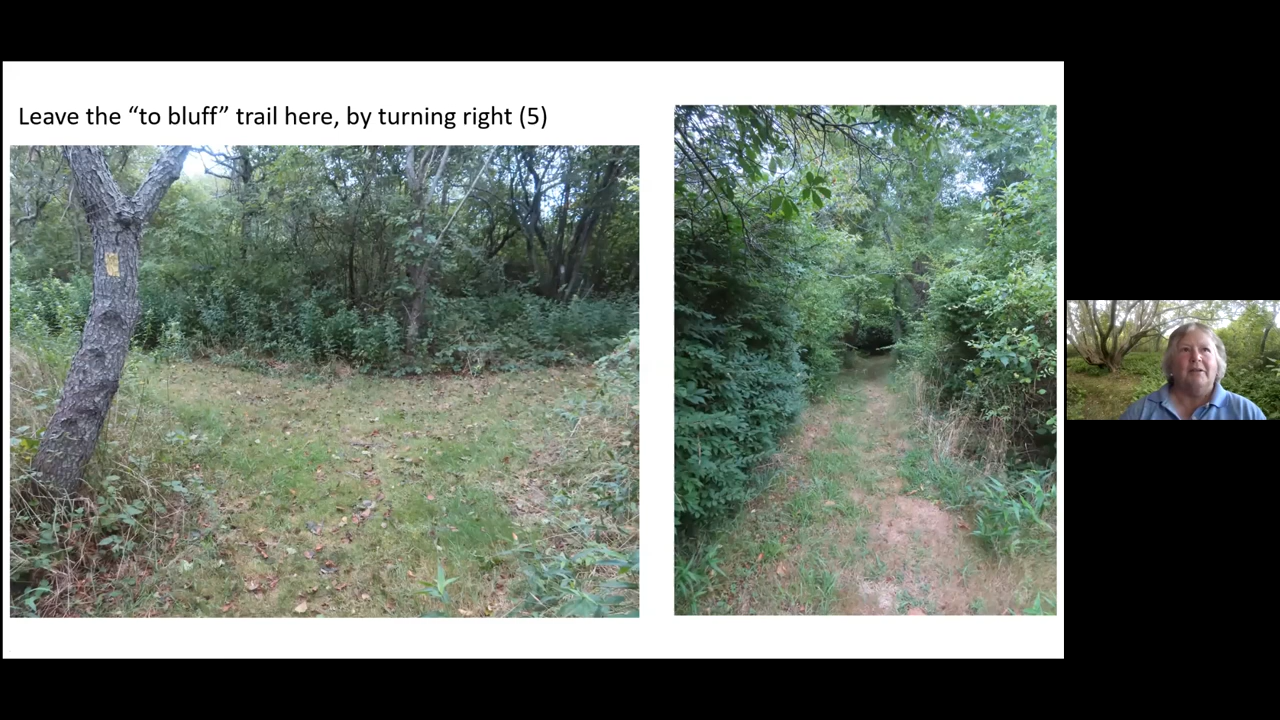 Leave the “to bluff” trail here, by turning right (5)